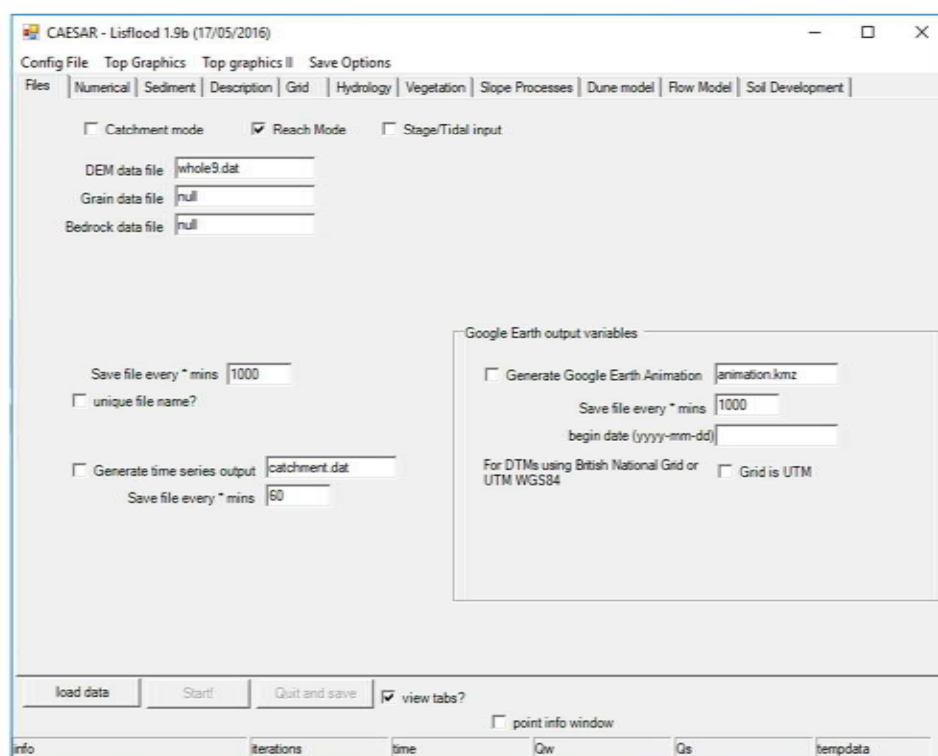 CAESAR - Lisflood 1.9b (17/05/2016)
Config File Top Graphics Top graphics II Save Options
Files Numerical Sediment Description Grid Hydrology Vegetation Slope Processes Dune model Flow Model Soil Development
Catchment mode Reach Mode Stage/Tidal input
DEM data file whole9.dat
Grain data file null
Bedrock data file null
Google Earth output variables
Save file every * mins 1000
unique file name?
Generate time series output catchment.dat
Save file every * mins 60
Generate Google Earth Animation animation.kmz
Save file every * mins 1000
begin date (yyyy-mm-dd)
For DTMs using British National Grid or
UTM WGS84
Grid is UTM
load data Start! Quit and save view tabs?
point info window
info iterations time Qw Qs tempdata